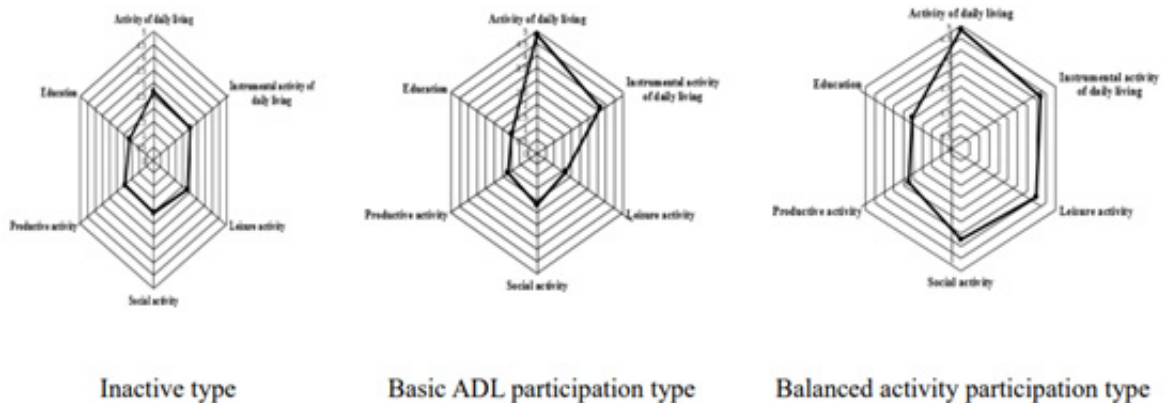 Activity of daily living
Education
Instrumental activity of
daily living
Productive activity
Leisure activity
Social activity
Inactive type
Activity of daily living
Education
Instrumental activity
of daily living
Productive activity
Leisure activity
Social activity
Basic ADL participation type
Activity of daily living
Education
Instrumental activity
of daily living
Productive activity
Leisure activity
Social activity
Balanced activity participation type